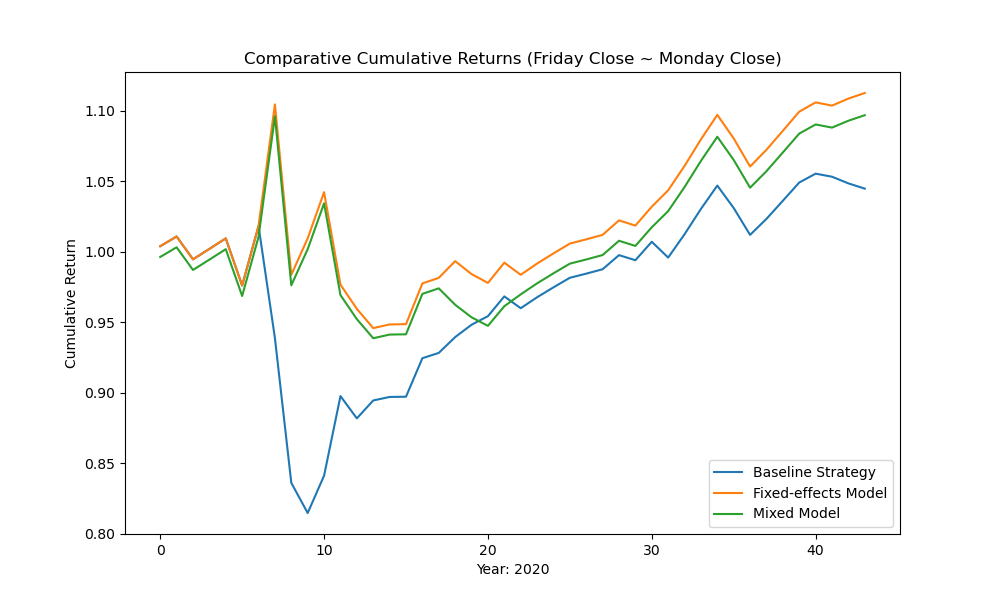 Comparative Cumulative Returns (Friday Close ~ Monday Close)
Cumulative Return
1.10
1.05
1.00
0.95
0.90
0.85
0.80
0 10 20 30 40
Year: 2020
Baseline Strategy
Fixed-effects Model
Mixed Model